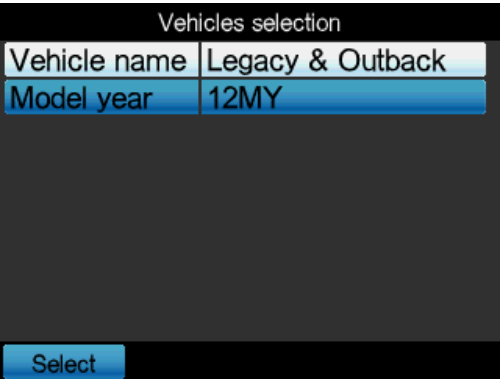 Vehicles selection
Vehicle name Legacy & Outback
Model year 12MY
Select